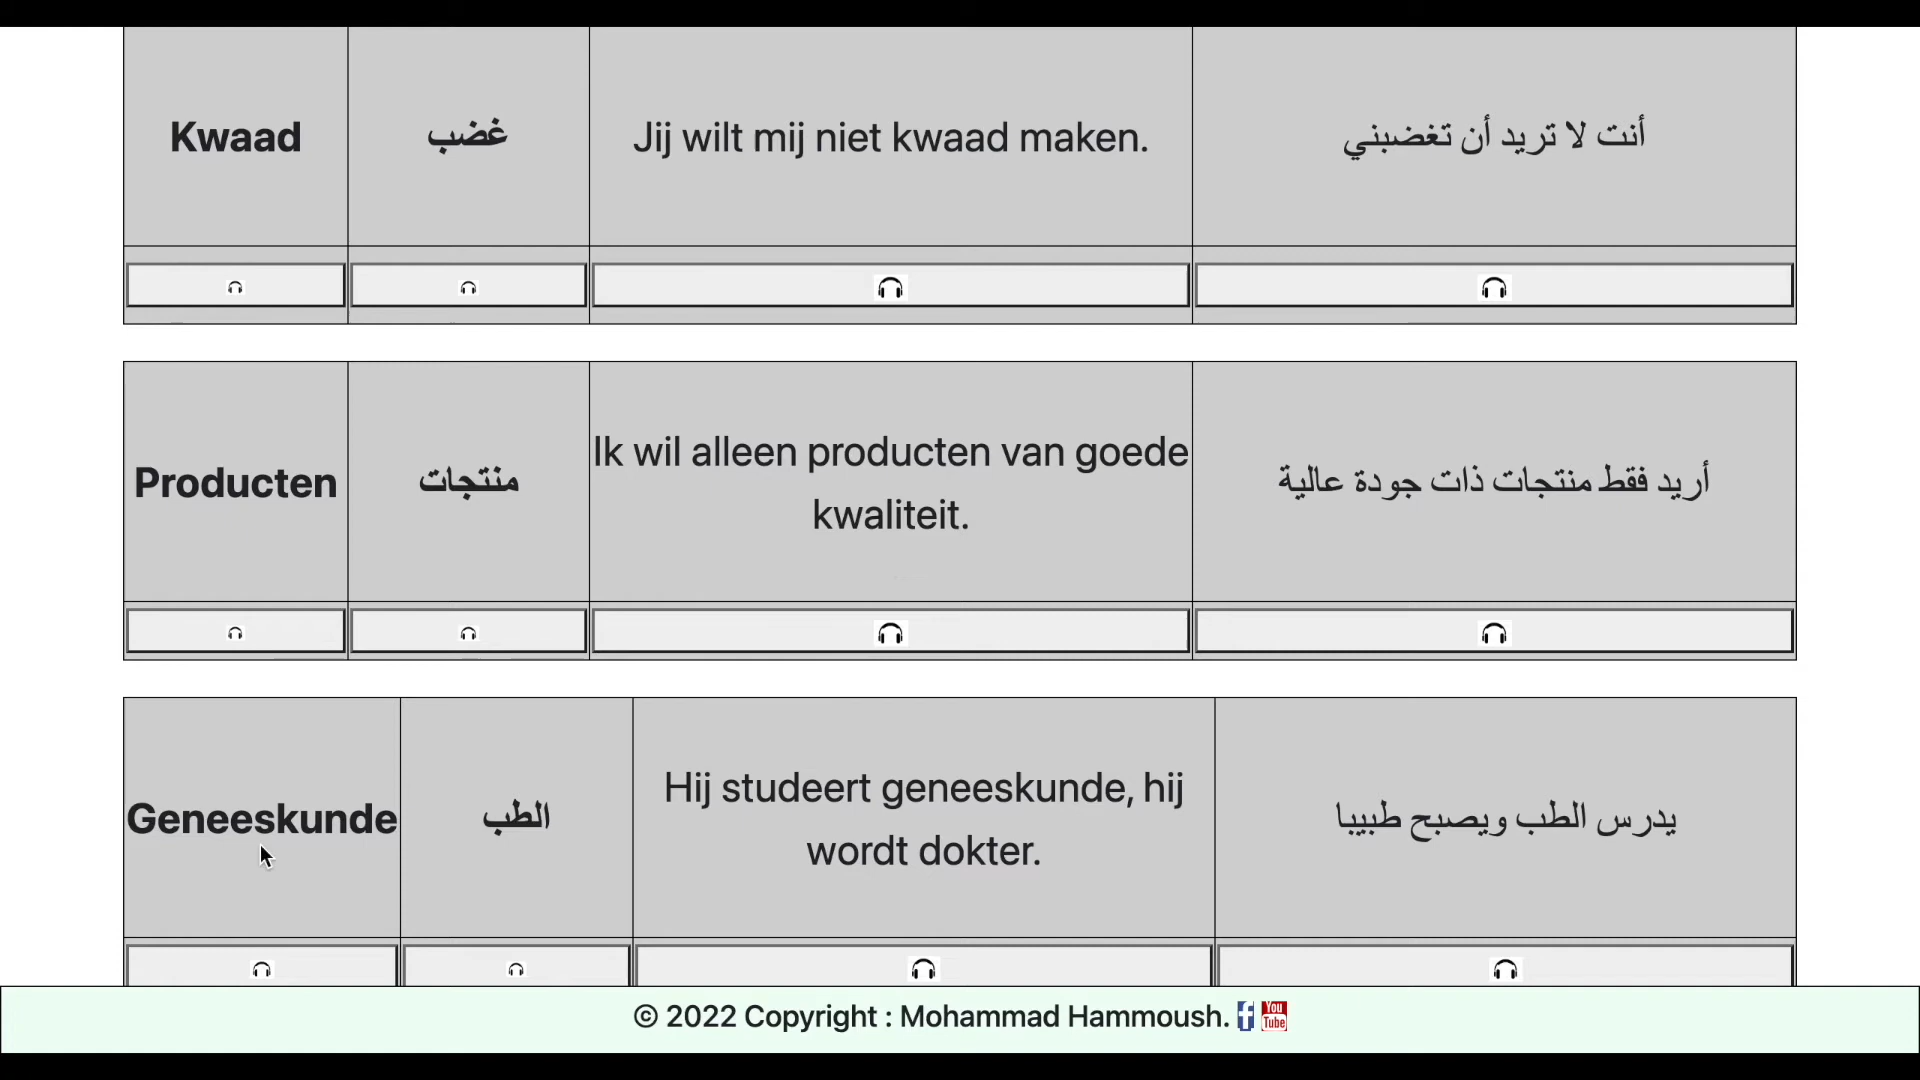 Kwaad
غضب
Jij wilt mij niet kwaad maken.
أنت لا تريد أن تغضبني
Producten
منتجات
Ik wil alleen producten van goede
kwaliteit.
أريد فقط منتجات ذات جودة عالية
Geneeskunde
الطب
Hij studeert geneeskunde, hij
wordt dokter.
يدرس الطب ويصبح طبيبا
© 2022 Copyright : Mohammad Hammoush. f You Tube